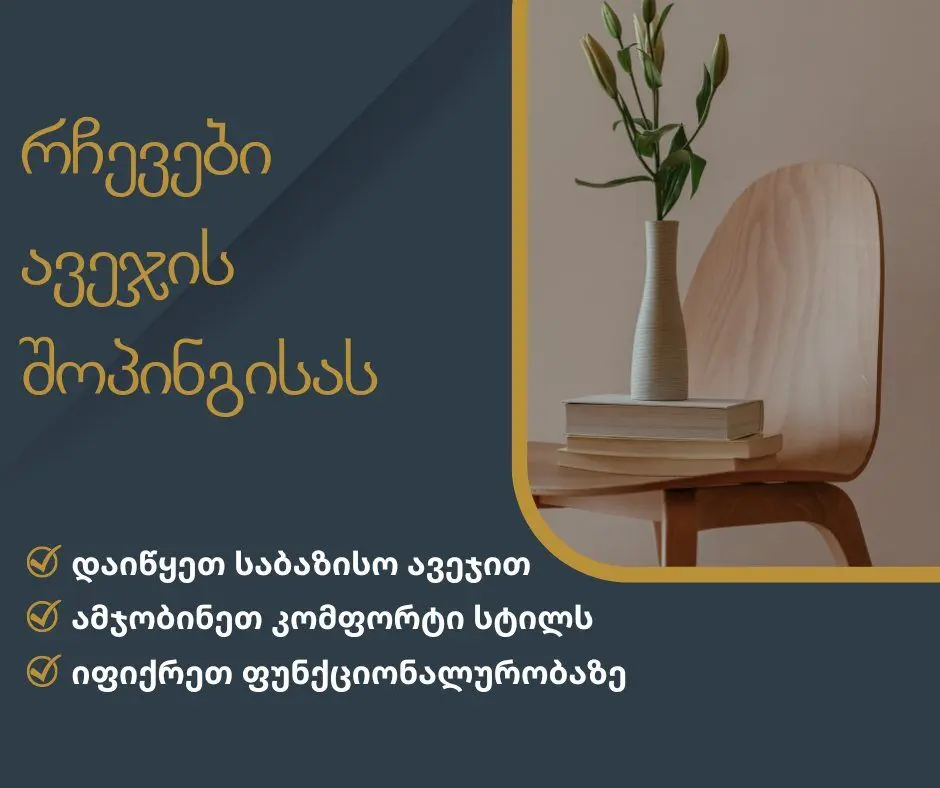 რჩევები
ავეჯის
შოპინგისას
დაიწყეთ საბაზისო ავეჯით
ამჯობინეთ კომფორტი სტილს
იფიქრეთ ფუნქციონალურობაზე